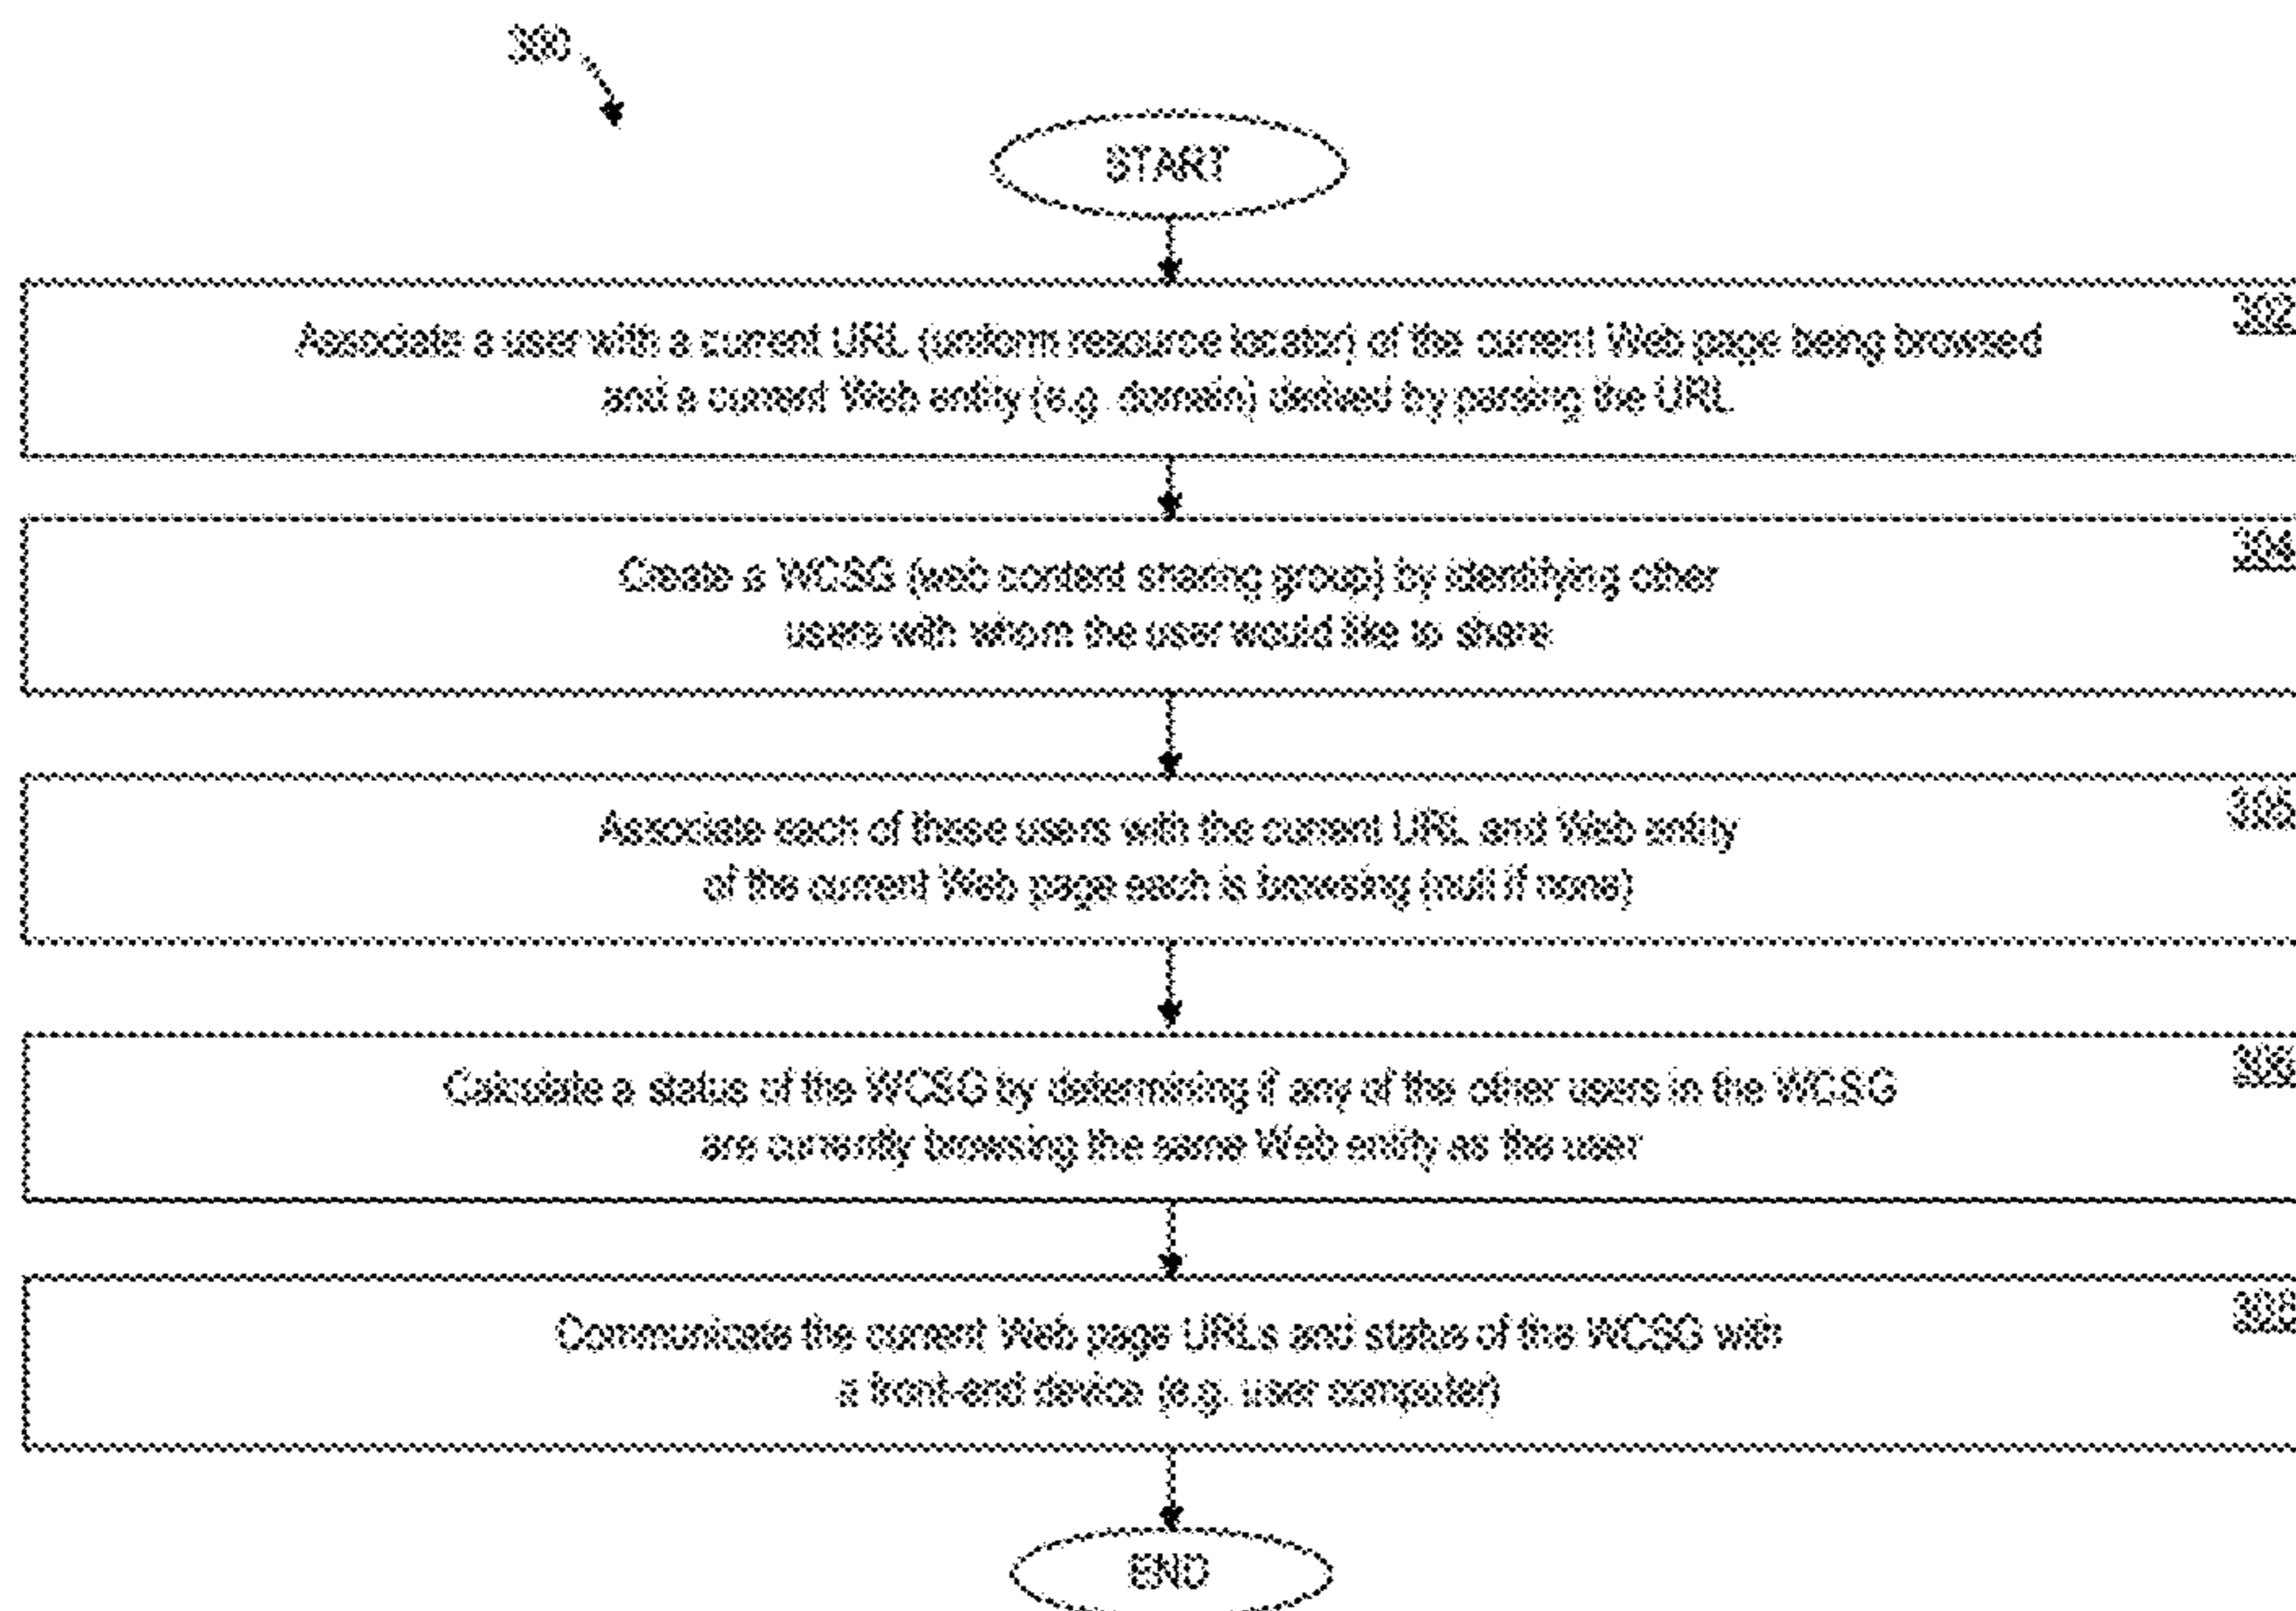 300
START
302
Associate a user with a current URL (uniform resource locator) of the current Web page being browsed
and a current Web entity (e.g. domain) derived by parsing the URL
304
Create a WCSG (web content sharing group) by identifying other
users with whom the user would like to share
305
Associate each of these users with the current URL and Web entity
of the current Web page each is browsing (null if none)
306
Calculate a status of the WCSG by determining if any of the other users in the WCSG
are currently browsing the same Web entity as the user
308
Communicate the current Web page URLs and status of the WCSG with
a front-end device (e.g. user computer)
END